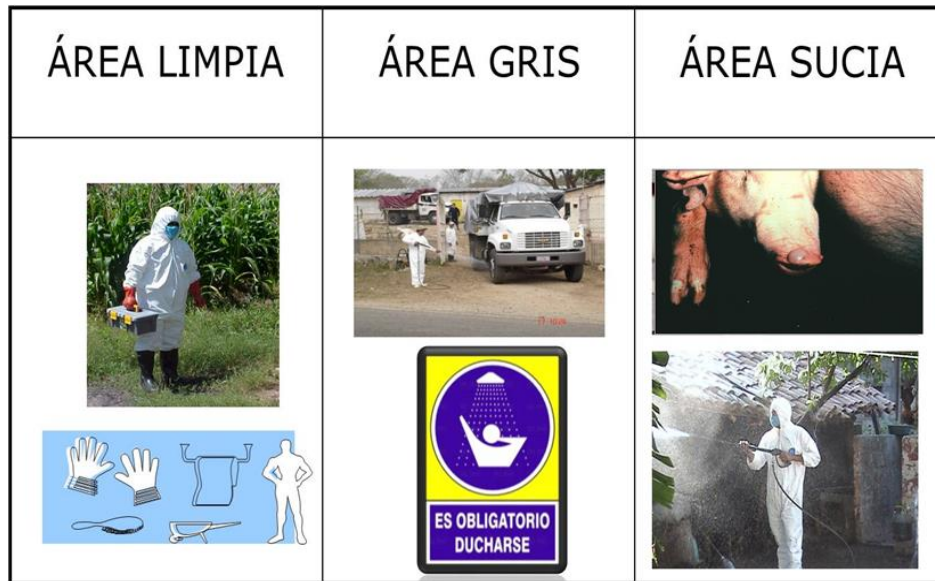 ÁREA LIMPIA
ÁREA GRIS
ÁREA SUCIA
ES OBLIGATORIO
DUCHARSE